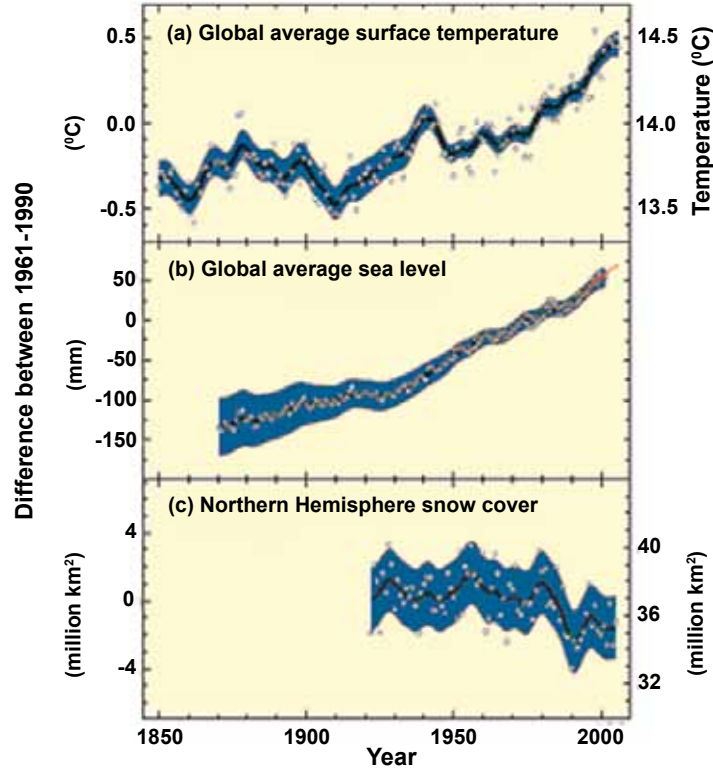 (a) Global average surface temperature
0.5
0.0
-0.5
(ºC)
14.5
14.0
13.5
Temperature (ºC)
Difference between 1961-1990
(b) Global average sea level
50
0
-50
-100
-150
(mm)
(c) Northern Hemisphere snow cover
4
0
-4
(million km²)
40
36
32
(million km²)
1850
1900
1950
2000
Year